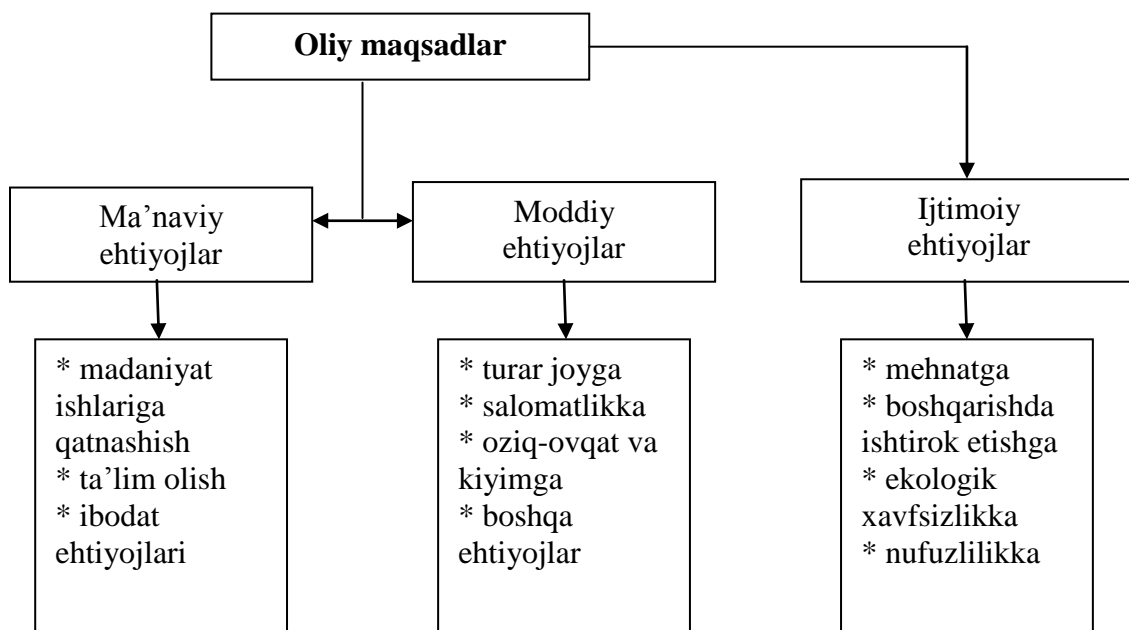 Oliy maqsadlar
Ma’naviy
ehtiyojlar
Moddiy
ehtiyojlar
Ijtimoiy
ehtiyojlar
* madaniyat
ishlariga
qatnashish
* ta’lim olish
* ibodat
ehtiyojlari
* turar joyga
* salomatlikka
* oziq-ovqat va
kiyimga
* boshqa
ehtiyojlar
* mehnatga
* boshqarishda
ishtirok etishga
* ekologik
xavfsizlikka
* nufuzlilikka